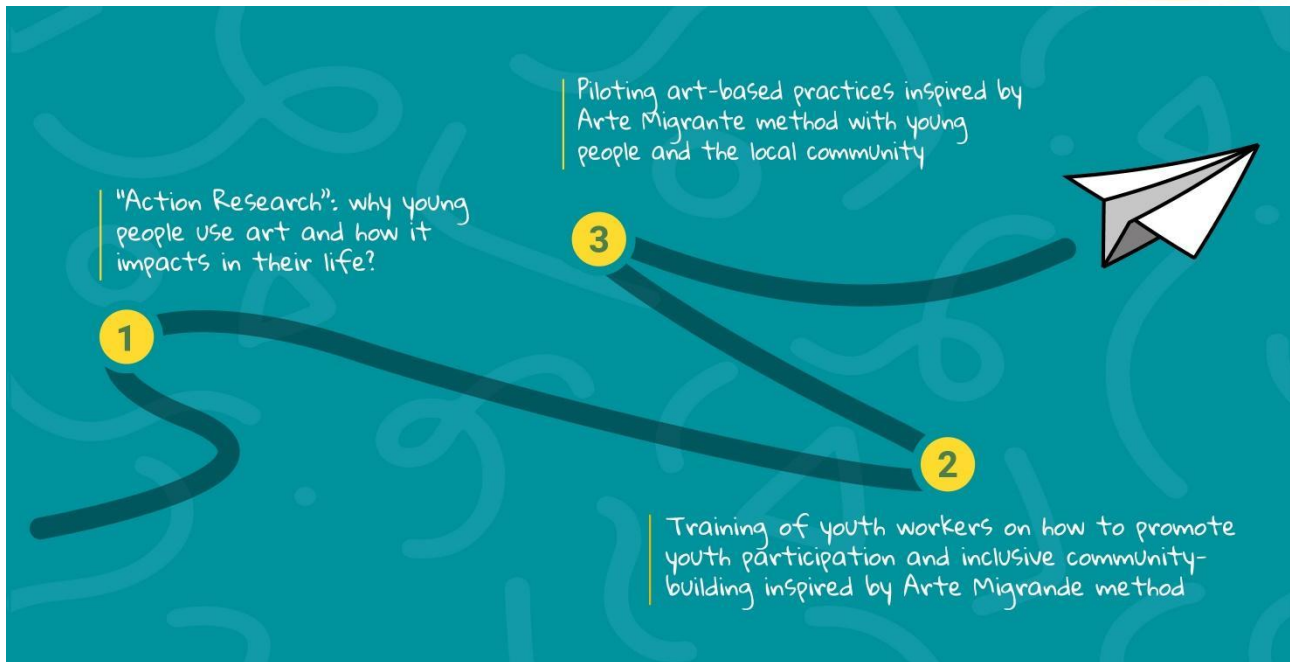 1
"Action Research": why young
people use art and how it
impacts in their life?
2
Training of youth workers on how to promote
youth participation and inclusive community-
building inspired by Arte Migrande method
3
Piloting art-based practices inspired by
Arte Migrante method with young
people and the local community